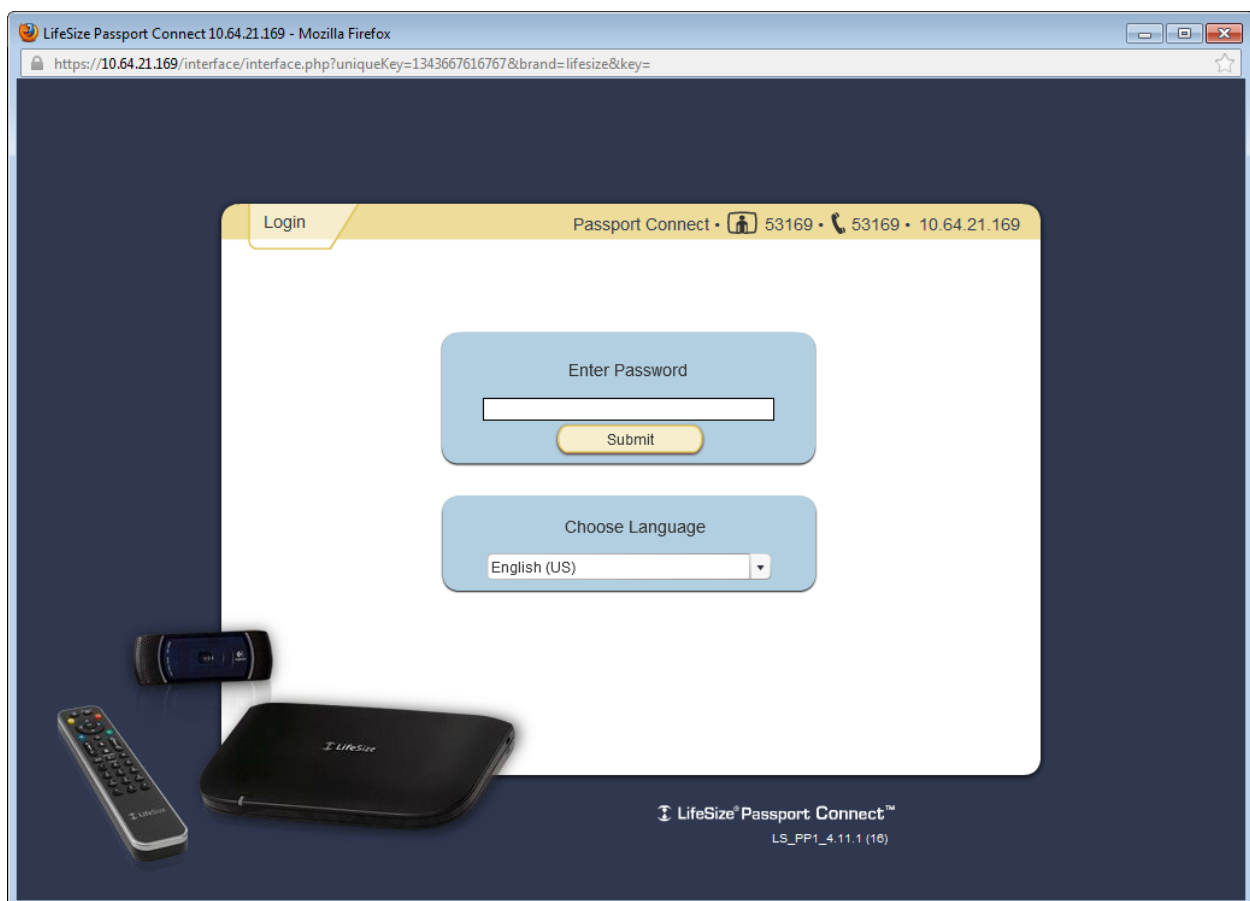 LifeSize Passport Connect 10.64.21.169 - Mozilla Firefox
https://10.64.21.169/interface/interface.php?uniqueKey=1343667616767&brand=lifesize&key=
Login
Passport Connect • 53169 • 53169 • 10.64.21.169
Enter Password
Submit
Choose Language
English (US)
LifeSize
LifeSize
LifeSize® Passport Connect™
LS_PP1_4.11.1 (16)